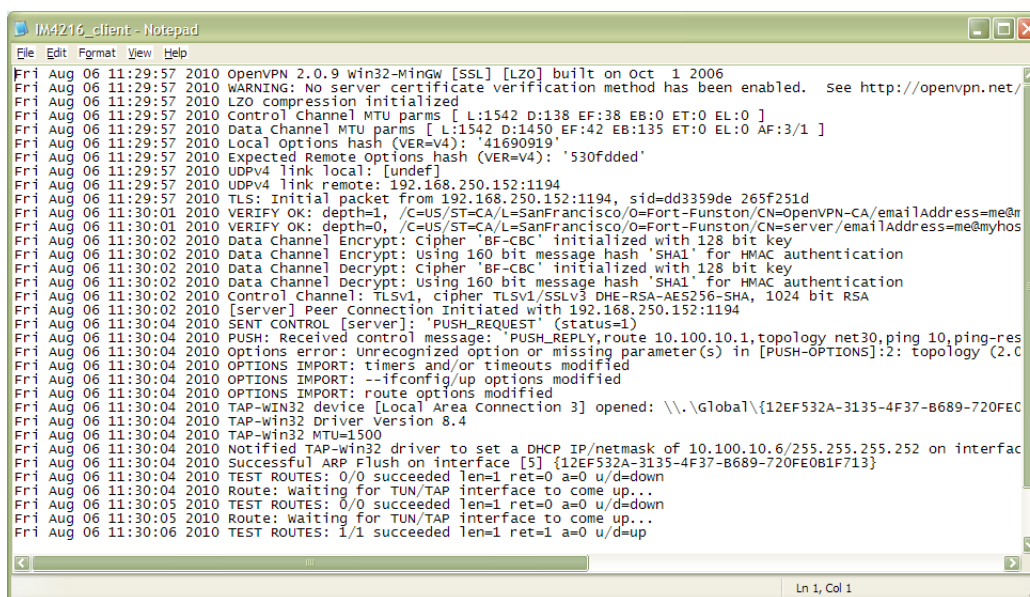 IM4216_client - Notepad
File Edit Format View Help
Fri Aug 06 11:29:57 2010 OpenVPN 2.0.9 Win32-MinGW [SSL] [LZO] built on Oct 1 2006
Fri Aug 06 11:29:57 2010 WARNING: No server certificate verification method has been enabled. See http://openvpn.net/
Fri Aug 06 11:29:57 2010 LZO compression initialized
Fri Aug 06 11:29:57 2010 Control Channel MTU parms [ L:1542 D:138 EF:38 EB:0 ET:0 EL:0 ]
Fri Aug 06 11:29:57 2010 Data Channel MTU parms [ L:1542 D:1450 EF:42 EB:135 ET:0 EL:0 AF:3/1 ]
Fri Aug 06 11:29:57 2010 Local Options hash (VER=V4): '41690919'
Fri Aug 06 11:29:57 2010 Expected Remote Options hash (VER=V4): '530fdded'
Fri Aug 06 11:29:57 2010 UDPv4 link local: [undef]
Fri Aug 06 11:29:57 2010 UDPv4 link remote: 192.168.250.152:1194
Fri Aug 06 11:29:57 2010 TLS: Initial packet from 192.168.250.152:1194, sid=dd3359de 265f251d
Fri Aug 06 11:30:01 2010 VERIFY OK: depth=1, /C=US/ST=CA/L=SanFrancisco/O=Fort-Funston/CN=OpenVPN-CA/emailAddress=me@m
Fri Aug 06 11:30:01 2010 VERIFY OK: depth=0, /C=US/ST=CA/L=SanFrancisco/O=Fort-Funston/CN=server/emailAddress=me@myhos
Fri Aug 06 11:30:02 2010 Data Channel Encrypt: Cipher 'BF-CBC' initialized with 128 bit key
Fri Aug 06 11:30:02 2010 Data Channel Encrypt: Using 160 bit message hash 'SHA1' for HMAC authentication
Fri Aug 06 11:30:02 2010 Data Channel Decrypt: Cipher 'BF-CBC' initialized with 128 bit key
Fri Aug 06 11:30:02 2010 Data Channel Decrypt: Using 160 bit message hash 'SHA1' for HMAC authentication
Fri Aug 06 11:30:02 2010 Control Channel: TLSv1, cipher TLSv1/SSLv3 DHE-RSA-AES256-SHA, 1024 bit RSA
Fri Aug 06 11:30:02 2010 [server] Peer Connection Initiated with 192.168.250.152:1194
Fri Aug 06 11:30:04 2010 SENT CONTROL [server]: 'PUSH_REQUEST' (status=1)
Fri Aug 06 11:30:04 2010 PUSH: Received control message: 'PUSH_REPLY,route 10.100.10.1,topology net30,ping 10,ping-res
Fri Aug 06 11:30:04 2010 Options error: Unrecognized option or missing parameter(s) in [PUSH-OPTIONS]:2: topology (2.0
Fri Aug 06 11:30:04 2010 OPTIONS IMPORT: timers and/or timeouts modified
Fri Aug 06 11:30:04 2010 OPTIONS IMPORT: --ifconfig/up options modified
Fri Aug 06 11:30:04 2010 OPTIONS IMPORT: route options modified
Fri Aug 06 11:30:04 2010 TAP-WIN32 device [Local Area Connection 3] opened: \\.\Global\{12EF532A-3135-4F37-B689-720FE0
Fri Aug 06 11:30:04 2010 TAP-Win32 Driver Version 8.4
Fri Aug 06 11:30:04 2010 TAP-Win32 MTU=1500
Fri Aug 06 11:30:04 2010 Notified TAP-Win32 driver to set a DHCP IP/netmask of 10.100.10.6/255.255.255.252 on interfac
Fri Aug 06 11:30:04 2010 Successful ARP Flush on interface [5] {12EF532A-3135-4F37-B689-720FE0B1F713}
Fri Aug 06 11:30:04 2010 TEST ROUTES: 0/0 succeeded len=1 ret=0 a=0 u/d=down
Fri Aug 06 11:30:04 2010 Route: Waiting for TUN/TAP interface to come up...
Fri Aug 06 11:30:05 2010 TEST ROUTES: 0/0 succeeded len=1 ret=0 a=0 u/d=down
Fri Aug 06 11:30:05 2010 Route: Waiting for TUN/TAP interface to come up...
Fri Aug 06 11:30:06 2010 TEST ROUTES: 1/1 succeeded len=1 ret=1 a=0 u/d=up
Ln 1, Col 1